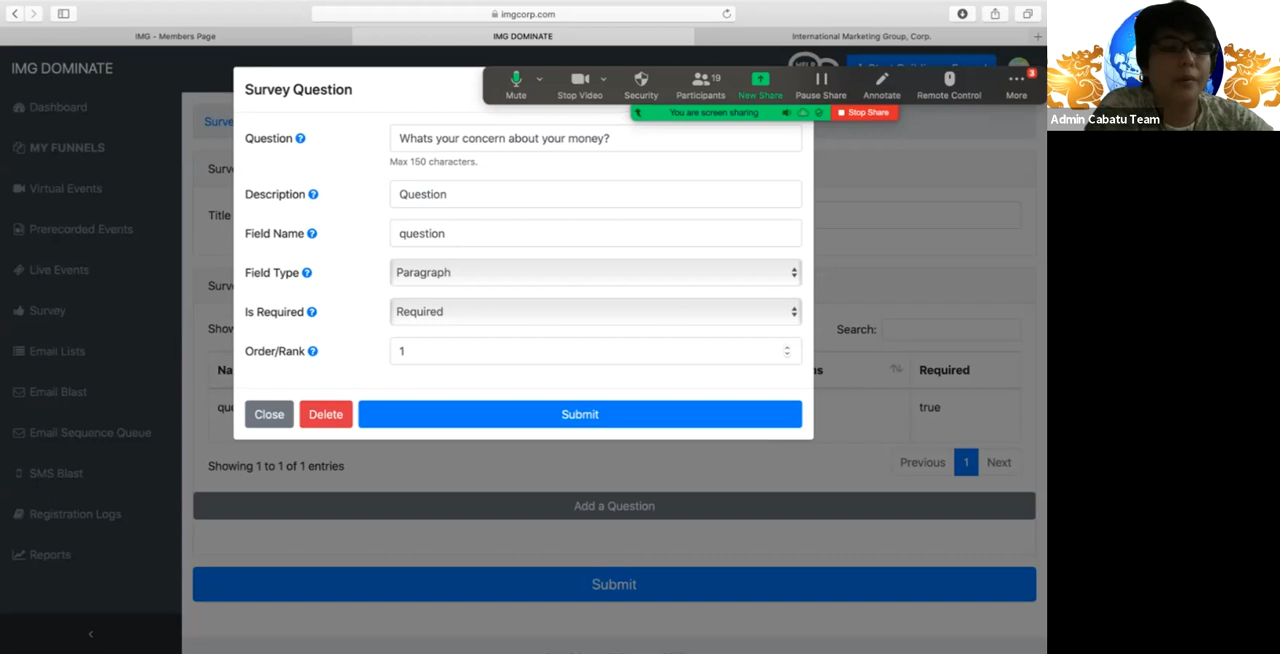 imgcorp.com
IMG - Members Page
IMG DOMINATE
International Marketing Group, Corp.
IMG DOMINATE
Dashboard
MY FUNNELS
Virtual Events
Prerecorded Events
Live Events
Survey
Email Lists
Email Blast
Email Sequence Queue
SMS Blast
Registration Logs
Reports
Mute
Stop Video
Security
19
Participants
New Share
Pause Share
Annotate
Remote Control
3
More
You are screen sharing
Stop Share
Survey Question
Question
Whats your concern about your money?
Max 150 characters.
Description
Question
Field Name
question
Field Type
Paragraph
Is Required
Required
Order/Rank
1
Close
Delete
Submit
Title
Search:
Required
true
Showing 1 to 1 of 1 entries
Previous
1
Next
Add a Question
Submit
Admin Cabatu Team